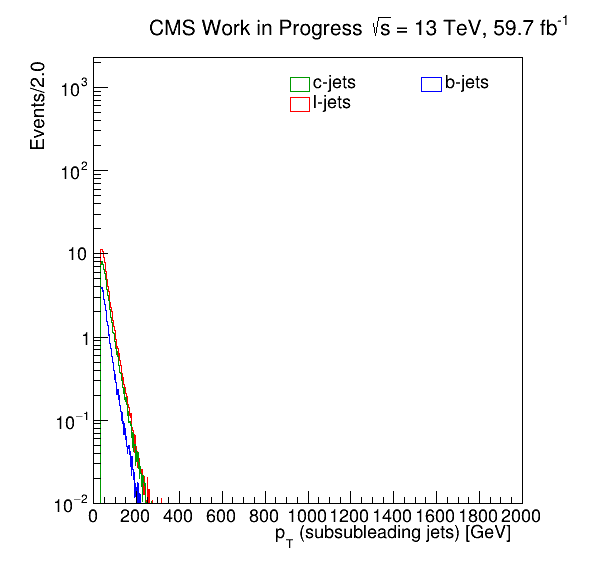 CMS Work in Progress √s = 13 TeV, 59.7 fb⁻¹
Events/2.0
c-jets b-jets
l-jets
10³
10²
10
1
10⁻¹
10⁻²
0 200 400 600 800 1000 1200 1400 1600 1800 2000
p_T (subsubleading jets) [GeV]